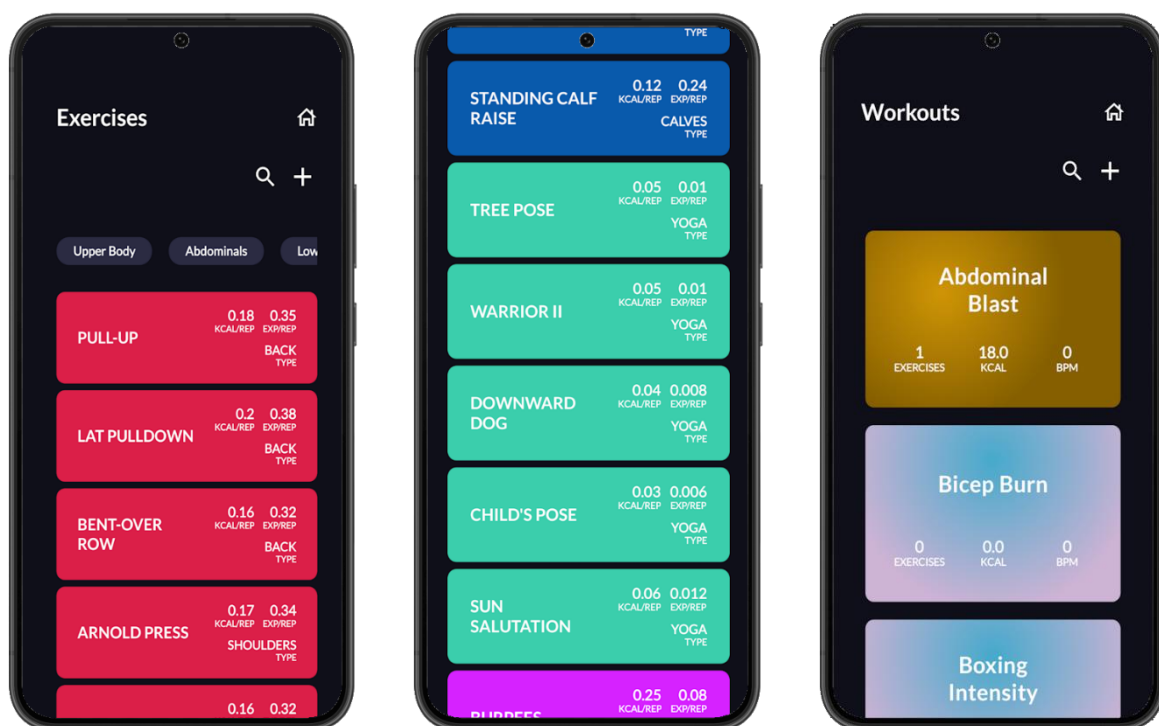 Exercises
Upper Body Abdominals Low
PULL-UP
0.18 0.35
KCAL/REP EXP/REP
BACK
TYPE
LAT PULLDOWN
0.2 0.38
KCAL/REP EXP/REP
BACK
TYPE
BENT-OVER
ROW
0.16 0.32
KCAL/REP EXP/REP
BACK
TYPE
ARNOLD PRESS
0.17 0.34
KCAL/REP EXP/REP
SHOULDERS
TYPE
0.16 0.32
TYPE
STANDING CALF
RAISE
0.12 0.24
KCAL/REP EXP/REP
CALVES
TYPE
TREE POSE
0.05 0.01
KCAL/REP EXP/REP
YOGA
TYPE
WARRIOR II
0.05 0.01
KCAL/REP EXP/REP
YOGA
TYPE
DOWNWARD
DOG
0.04 0.008
KCAL/REP EXP/REP
YOGA
TYPE
CHILD'S POSE
0.03 0.006
KCAL/REP EXP/REP
YOGA
TYPE
SUN
SALUTATION
0.06 0.012
KCAL/REP EXP/REP
YOGA
TYPE
BURPEES
0.25 0.08
KCAL/REP EXP/REP
Workouts
Abdominal
Blast
1 18.0 0
EXERCISES KCAL BPM
Bicep Burn
0 0.0 0
EXERCISES KCAL BPM
Boxing
Intensity